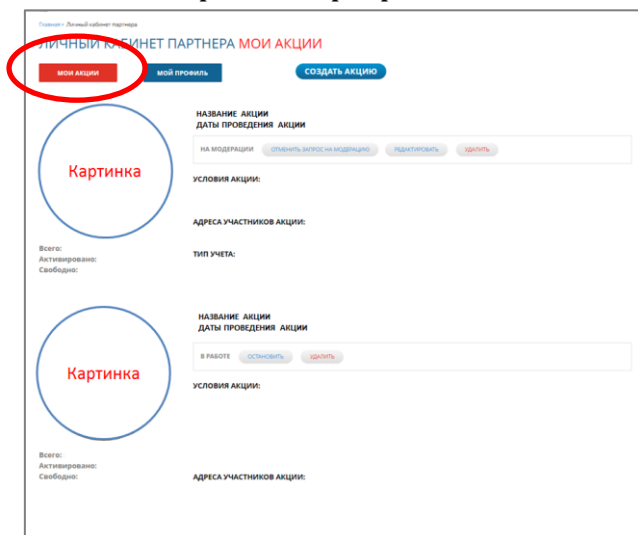 Главная • Личный кабинет партнера
ЛИЧНЫЙ КАБИНЕТ ПАРТНЕРА МОИ АКЦИИ
МОИ АКЦИИ
МОЙ ПРОФИЛЬ
СОЗДАТЬ АКЦИЮ
НАЗВАНИЕ АКЦИИ
ДАТЫ ПРОВЕДЕНИЯ АКЦИИ
НА МОДЕРАЦИИ ОТМЕНИТЬ ЗАПРОС НА МОДЕРАЦИЮ РЕДАКТИРОВАТЬ УДАЛИТЬ
Картинка
УСЛОВИЯ АКЦИИ:
АДРЕСА УЧАСТНИКОВ АКЦИИ:
Всего:
Активировано:
Свободно:
ТИП УЧЕТА:
НАЗВАНИЕ АКЦИИ
ДАТЫ ПРОВЕДЕНИЯ АКЦИИ
В РАБОТЕ ОСТАНОВИТЬ УДАЛИТЬ
Картинка
УСЛОВИЯ АКЦИИ:
Всего:
Активировано:
Свободно:
АДРЕСА УЧАСТНИКОВ АКЦИИ: